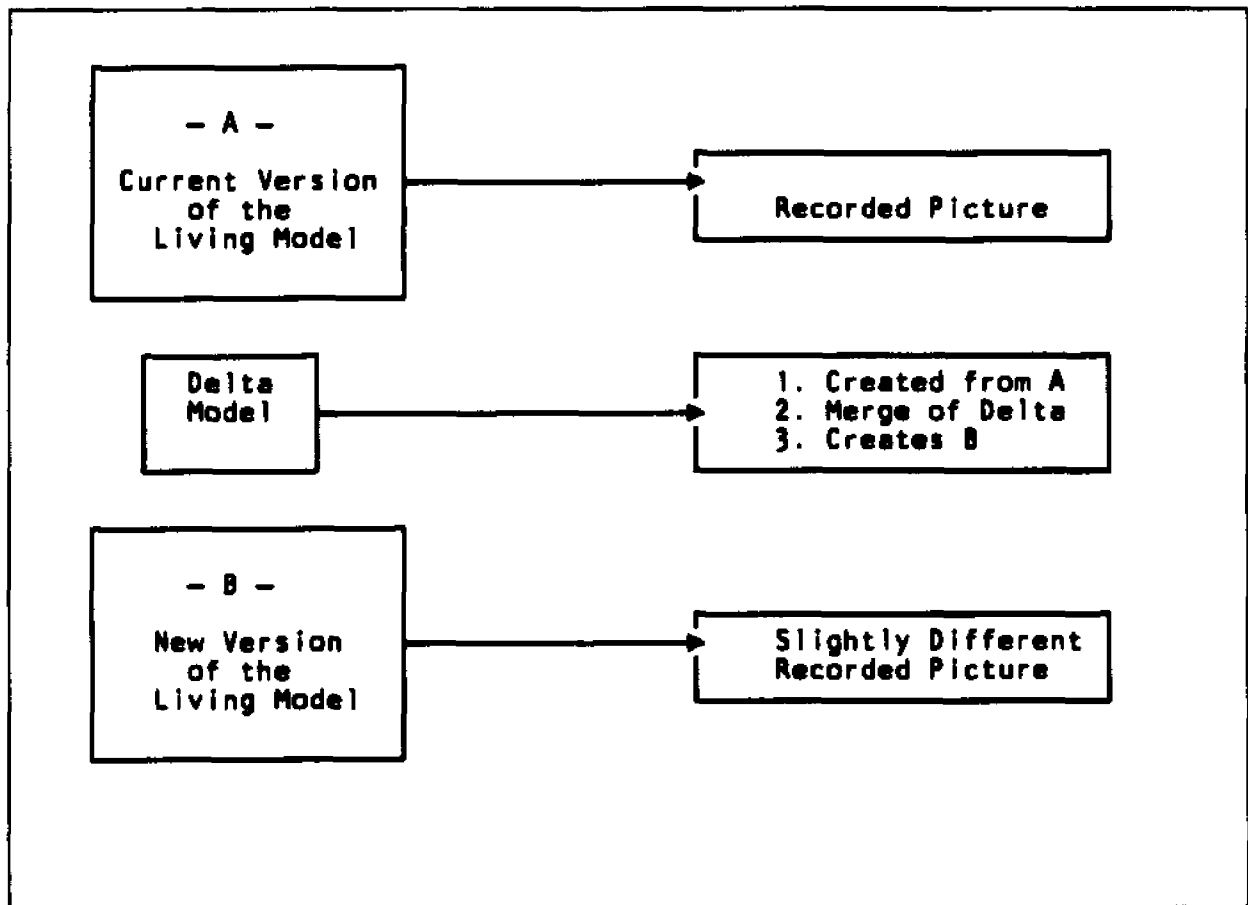 - A -
Current Version
of the
Living Model
Recorded Picture
Delta
Model
1. Created from A
2. Merge of Delta
3. Creates B
- B -
New Version
of the
Living Model
Slightly Different
Recorded Picture